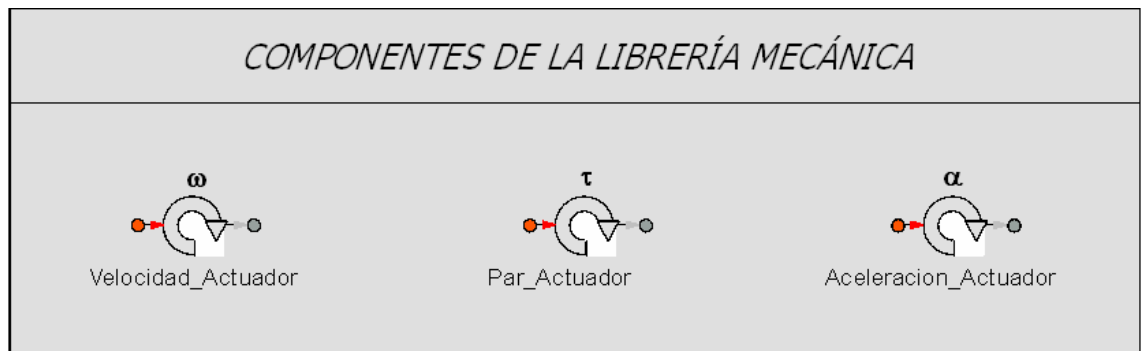 COMPONENTES DE LA LIBRERÍA MECÁNICA
ω τ α
Velocidad_Actuador Par_Actuador Aceleracion_Actuador